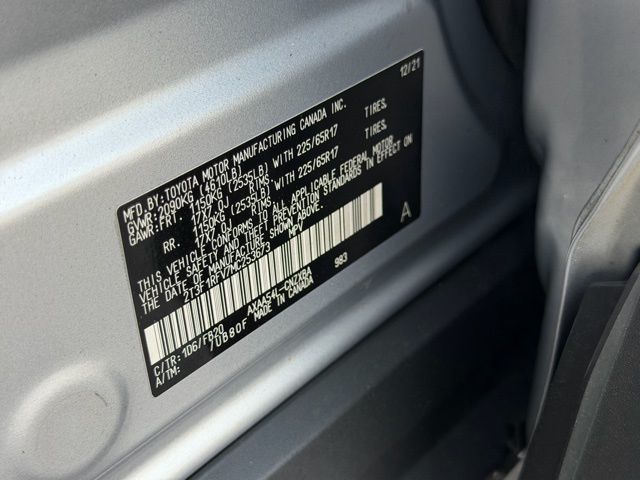 12/21
MFD.BY:TOYOTA MOTOR MANUFACTURING CANADA INC.
GVWR: 2090KG (4610LB)
GAWR:FRT 1150KG (2535LB) WITH 225/65R17 TIRES,
17X7.0J RIMS
RR. 1150KG (2535LB) WITH 225/65R17 TIRES,
17X7.0J RIMS
THIS VEHICLE CONFORMS TO ALL APPLICABLE FEDERAL MOTOR
VEHICLE SAFETY AND THEFT PREVENTION STANDARDS IN EFFECT ON
THE DATE OF MANUFACTURE SHOWN ABOVE.
MPV
A
983
C/TR: 1D6/FB20 AXAA54L-CNZXBA
A/TM: MADE IN CANADA